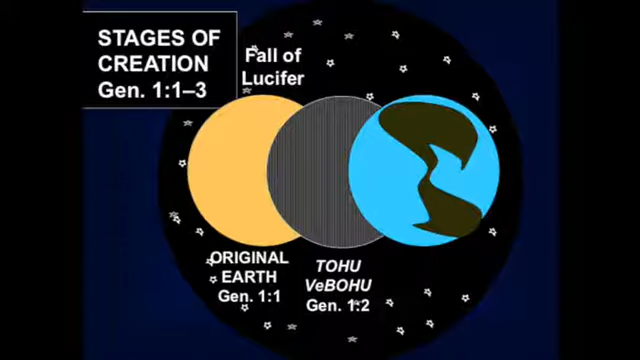 STAGES OF
CREATION
Gen. 1:1–3
Fall of
Lucifer
ORIGINAL
EARTH
Gen. 1:1
TOHU
VeBOHU
Gen. 1:2